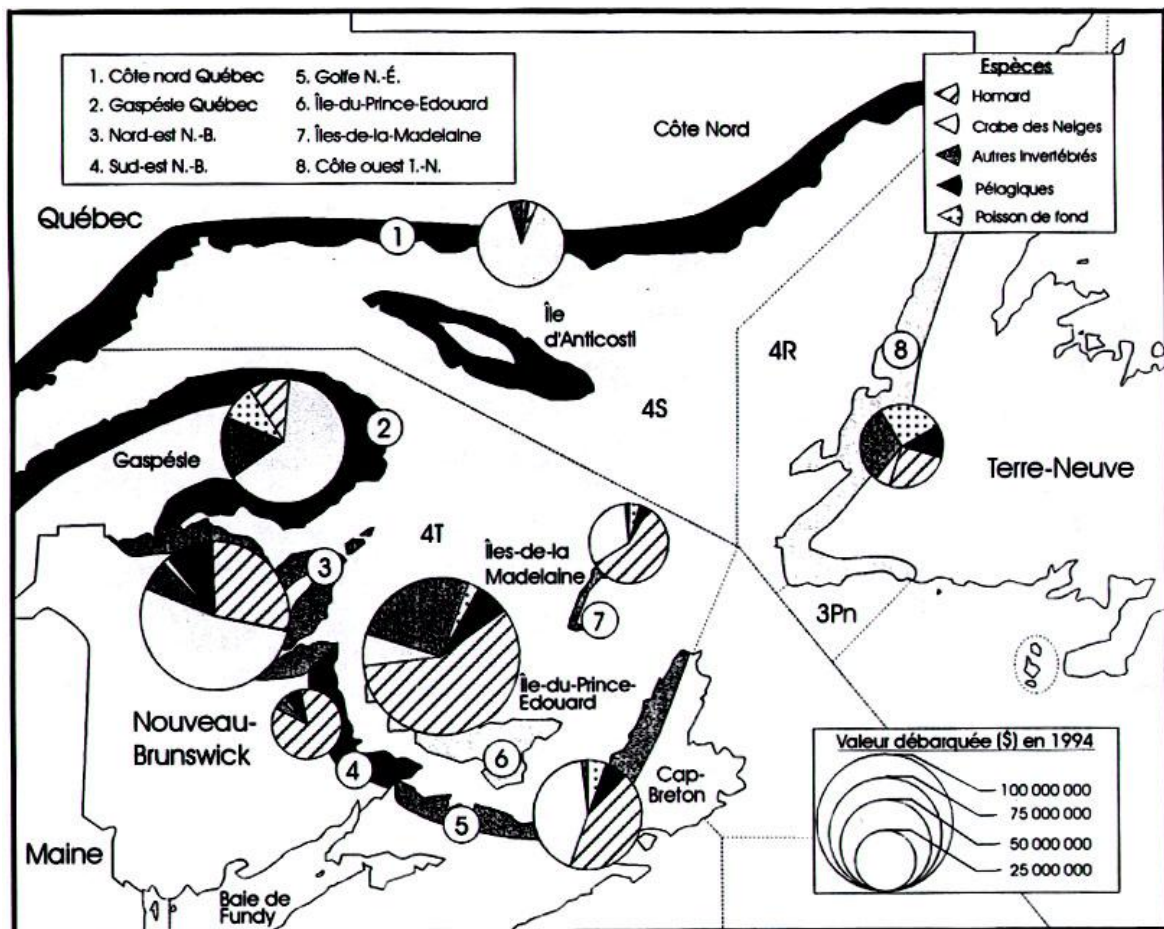 1. Côte nord Québec
2. Gaspésie Québec
3. Nord-est N.-B.
4. Sud-est N.-B.
5. Golfe N.-É.
6. Île-du-Prince-Edouard
7. Îles-de-la-Madelaine
8. Côte ouest T.-N.
Espèces
Homard
Crabe des Neiges
Autres Invertébrés
Pélagiques
Poisson de fond
Côte Nord
Québec
1
Île
d'Anticosti
4R
8
4S
2
Gaspésie
Terre-Neuve
4T
Îles-de-la
Madelaine
3
7
3Pn
Île-du-Prince-
Edouard
Nouveau-
Brunswick
4
6
Cap-
Breton
5
Maine
Baie de
Fundy
Valeur débarquée ($) en 1994
100 000 000
75 000 000
50 000 000
25 000 000